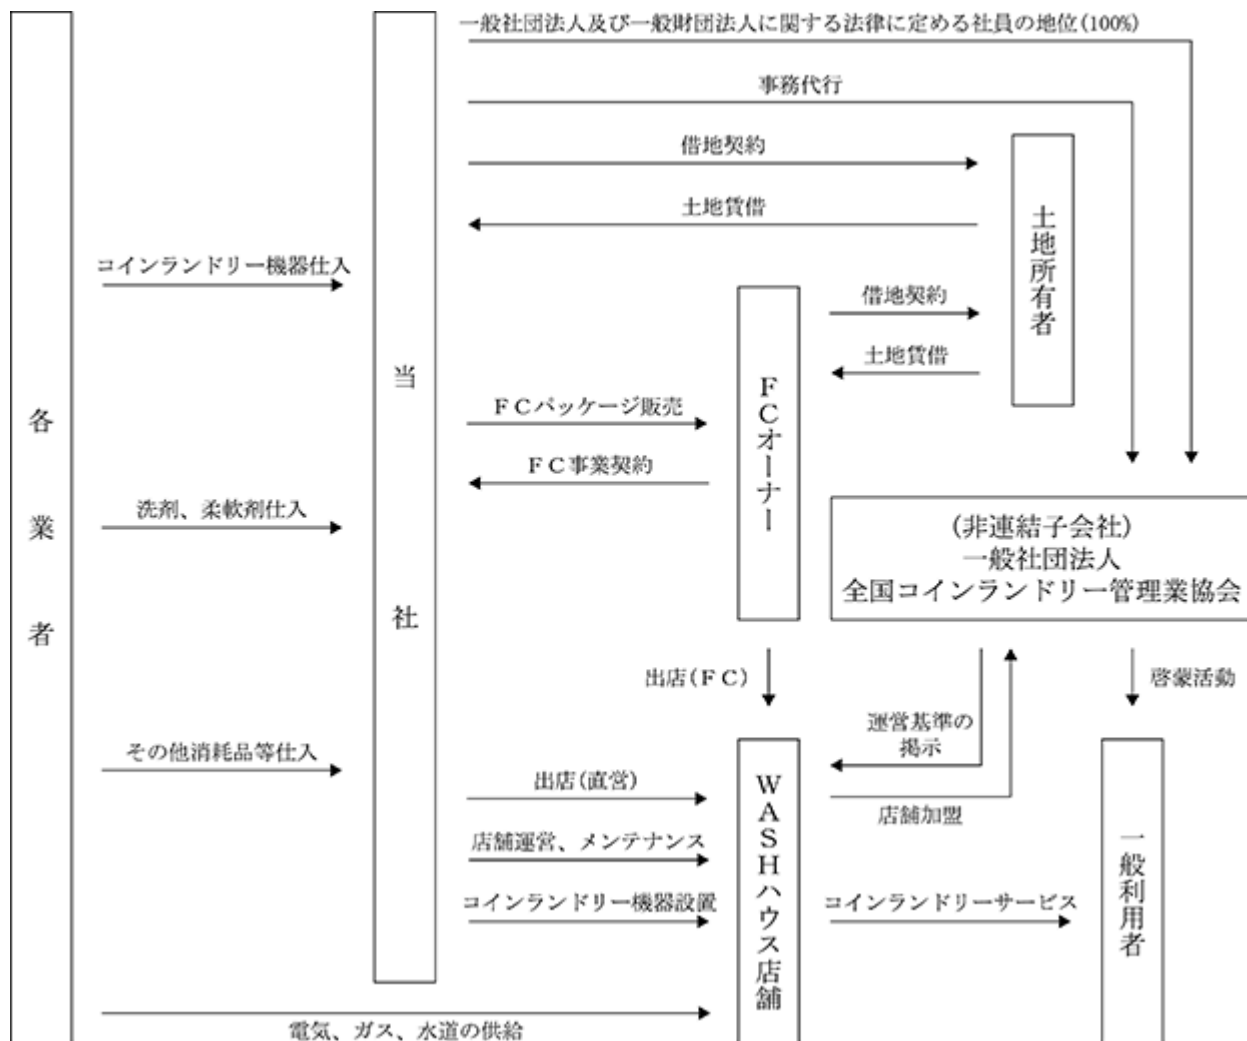 一般社団法人及び一般財団法人に関する法律に定める社員の地位(100%)
事務代行
借地契約
土地賃借
土地所有者
コインランドリー機器仕入
借地契約
土地賃借
各業者
当社
FCパッケージ販売
FC事業契約
FCオーナー
洗剤、柔軟剤仕入
(非連結子会社)
一般社団法人
全国コインランドリー管理業協会
出店(FC)
啓蒙活動
運営基準の
掲示
その他消耗品等仕入
出店(直営)
店舗加盟
店舗運営、メンテナンス
WASHハウス店舗
一般利用者
コインランドリー機器設置
コインランドリーサービス
電気、ガス、水道の供給